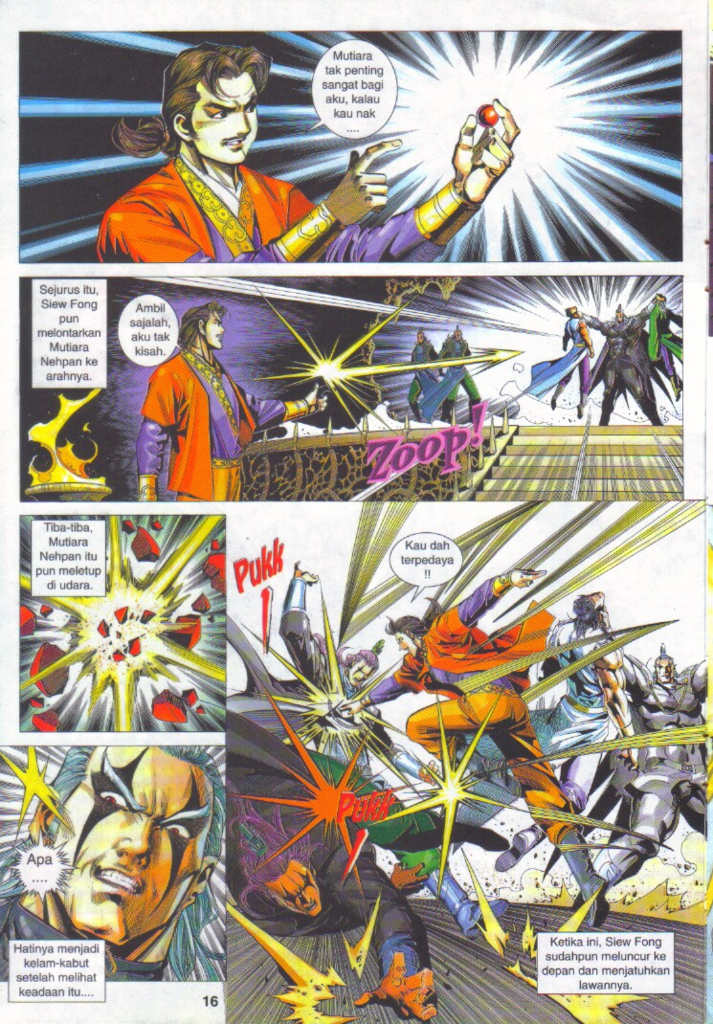 Mutiara
tak penting
sangat bagi
aku, kalau
kau nak
....
Sejurus itu,
Siew Fong
pun
melontarkan
Mutiara
Nehpan ke
arahnya.
Ambil
sajalah,
aku tak
kisah.
Zoop!
Tiba-tiba,
Mutiara
Nehpan itu
pun meletup
di udara.
Pukk
!
Kau dah
terpedaya
!!
Pukk
!
Apa
....
Hatinya menjadi
kelam-kabut
setelah melihat
keadaan itu....
Ketika ini, Siew Fong
sudahpun meluncur ke
depan dan menjatuhkan
lawannya.
16